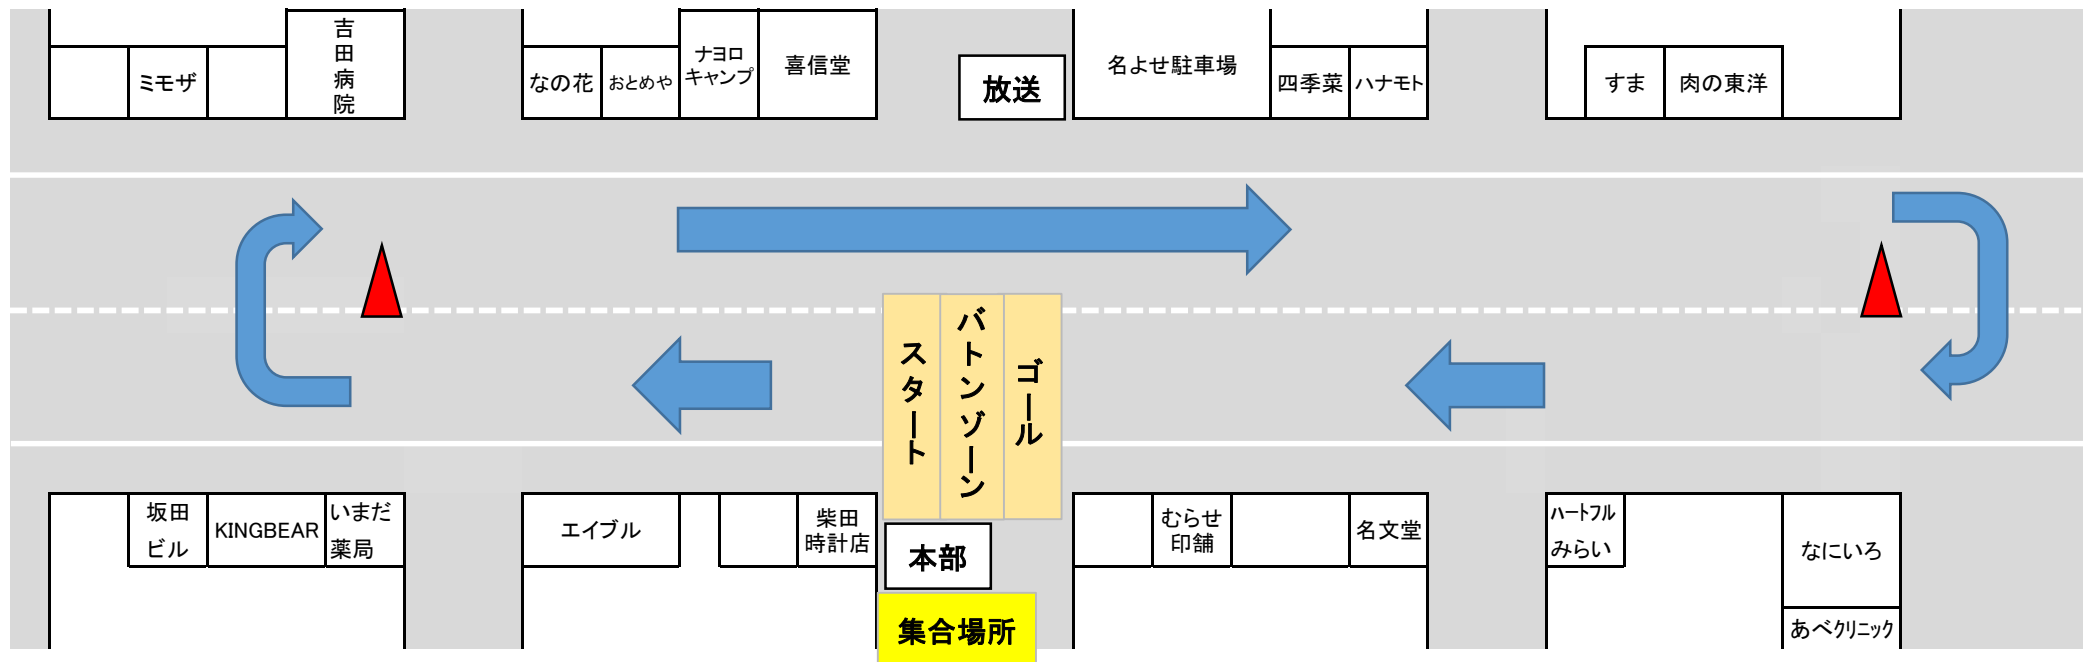 ミモザ
吉田病院
なの花
おとめや
ナヨロ
キャンプ
喜信堂
放送
名よせ駐車場
四季菜
ハナモト
すま
肉の東洋
スタート
バトンゾーン
ゴール
坂田
ビル
KINGBEAR
いまだ
薬局
エイブル
柴田
時計店
本部
集合場所
むらせ
印舗
名文堂
ハートフル
みらい
なにいろ
あべクリニック